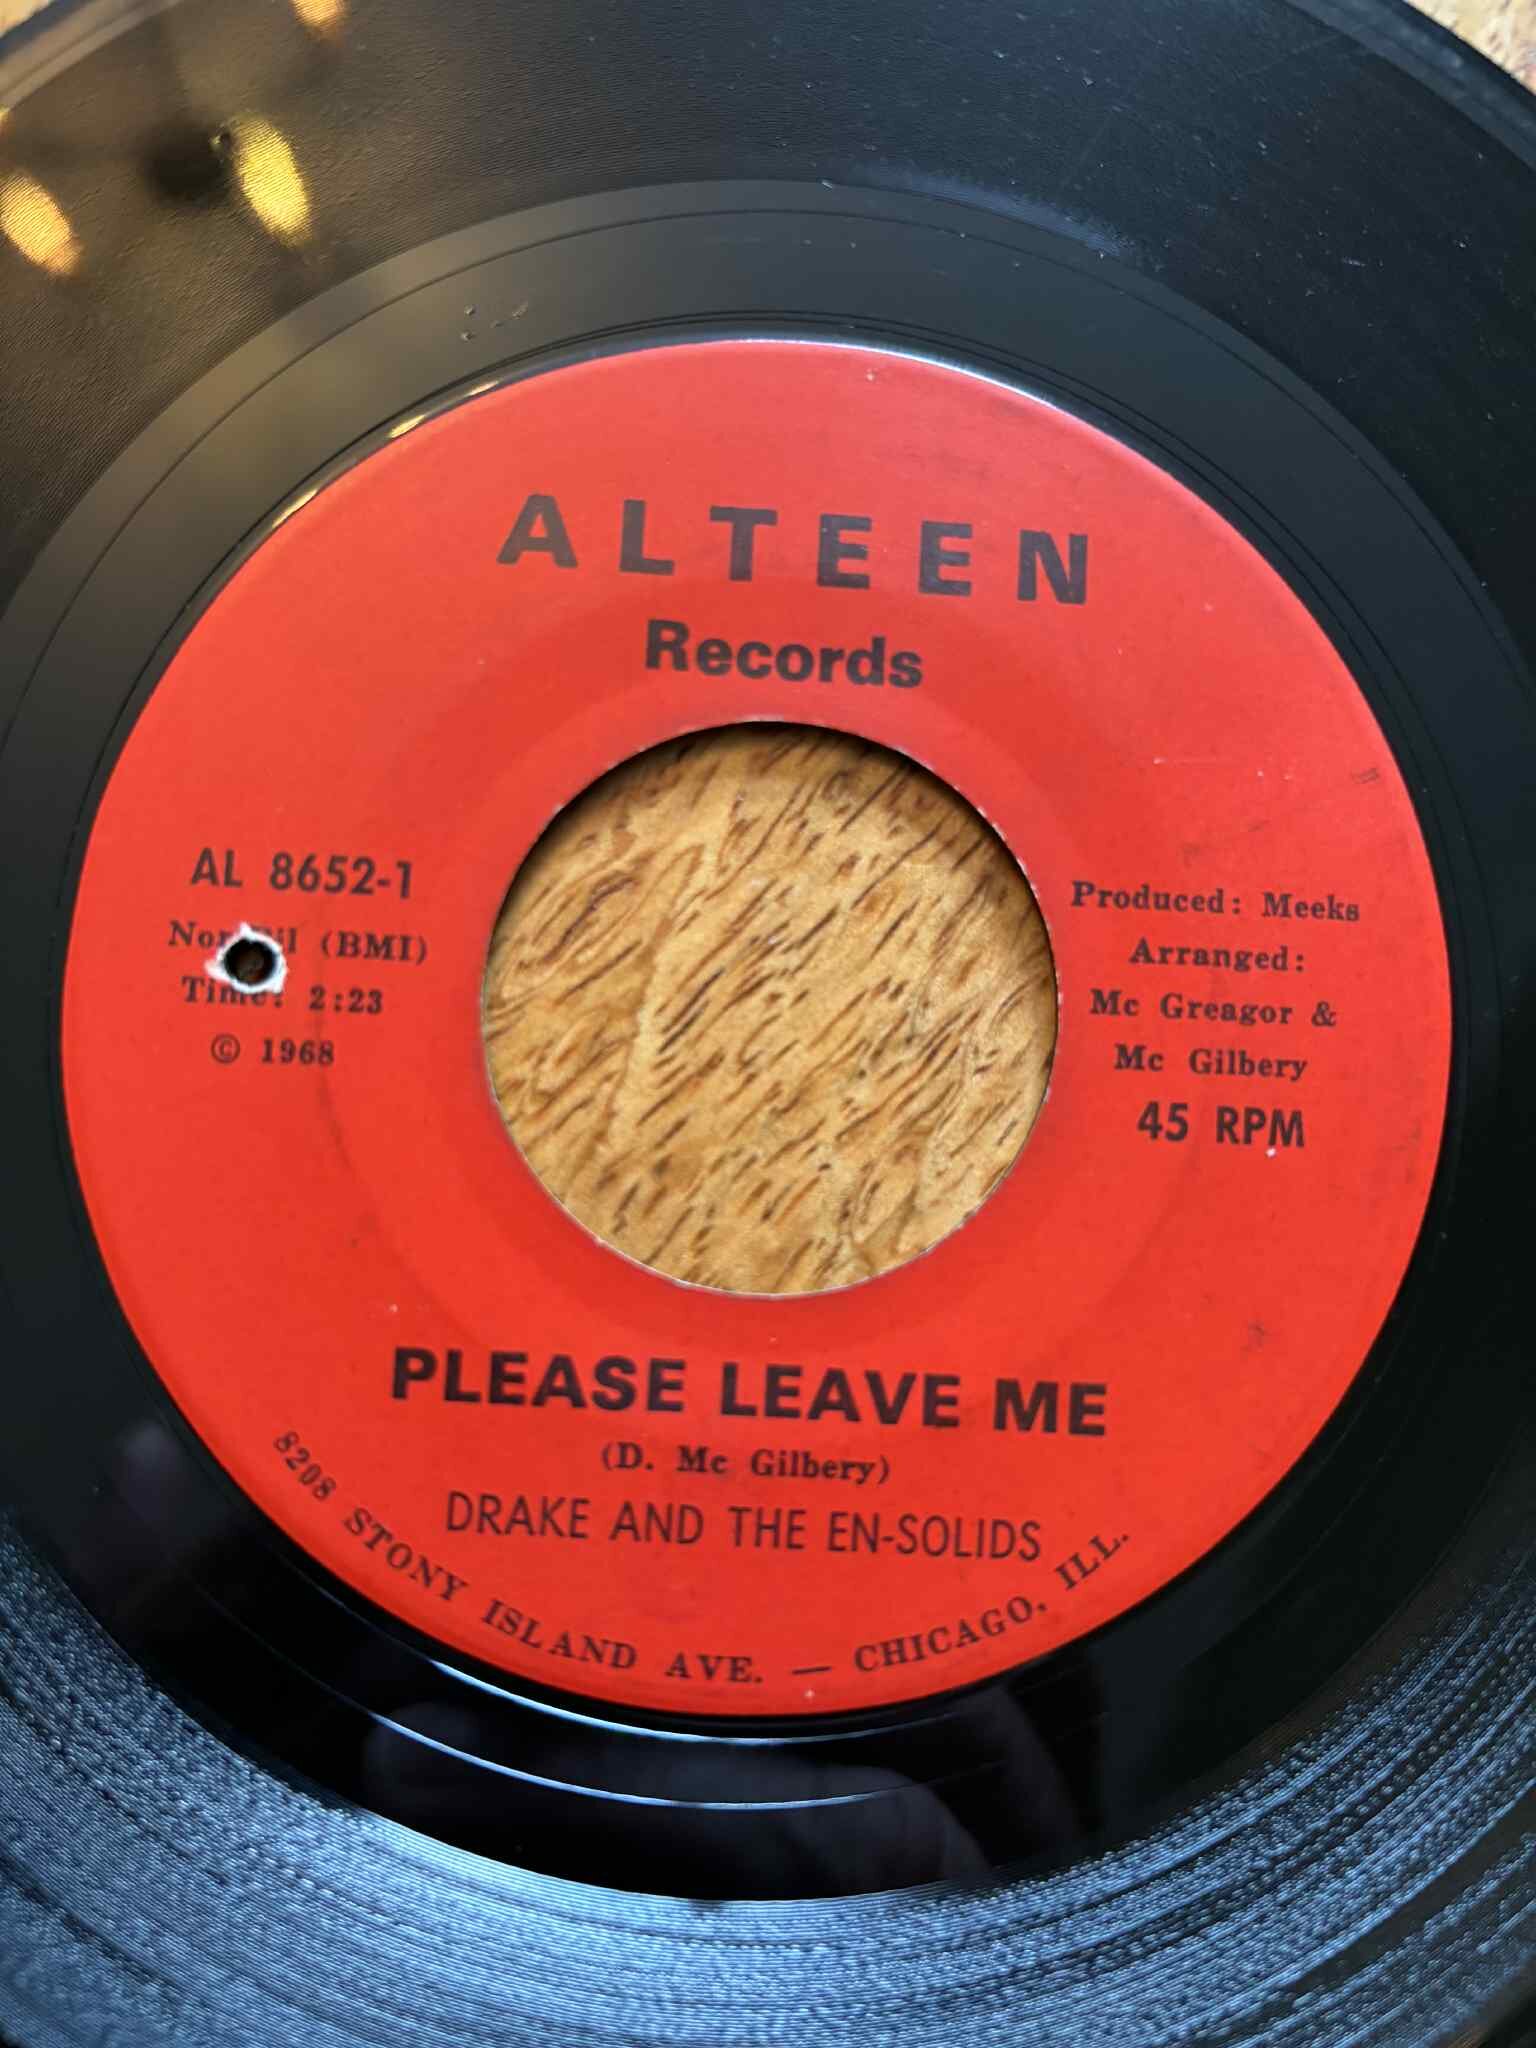 ALTEEN
Records
AL 8652-1
(BMI)
Time: 2:23
© 1968
Produced: Meeks
Arranged:
Mc Greagor &
Mc Gilbery
45 RPM
PLEASE LEAVE ME
(D. Mc Gilbery)
DRAKE AND THE EN-SOLIDS
8208 STONY ISLAND AVE. — CHICAGO, ILL.